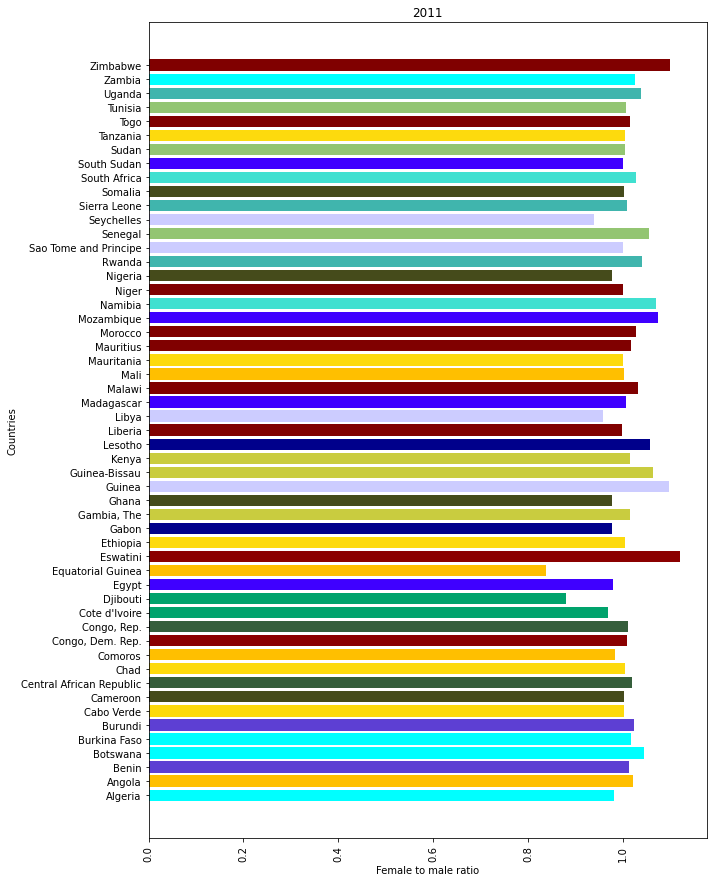 2011
Zimbabwe
Zambia
Uganda
Tunisia
Togo
Tanzania
Sudan
South Sudan
South Africa
Somalia
Sierra Leone
Seychelles
Senegal
Sao Tome and Principe
Rwanda
Nigeria
Niger
Namibia
Mozambique
Morocco
Mauritius
Mauritania
Mali
Malawi
Madagascar
Libya
Liberia
Lesotho
Kenya
Guinea-Bissau
Guinea
Ghana
Gambia, The
Gabon
Ethiopia
Eswatini
Equatorial Guinea
Egypt
Djibouti
Cote d'Ivoire
Congo, Rep.
Congo, Dem. Rep.
Comoros
Chad
Central African Republic
Cameroon
Cabo Verde
Burundi
Burkina Faso
Botswana
Benin
Angola
Algeria
Countries
0.0 0.2 0.4 0.6 0.8 1.0
Female to male ratio